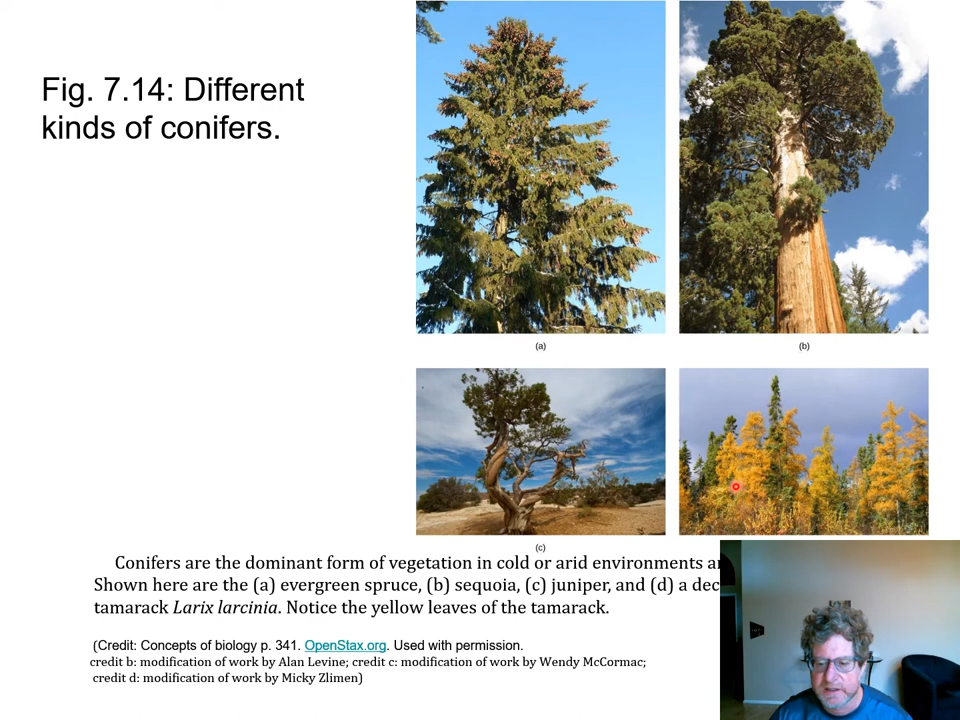 Fig. 7.14: Different
kinds of conifers.
(a)
(b)
(c)
Conifers are the dominant form of vegetation in cold or arid environments
Shown here are the (a) evergreen spruce, (b) sequoia, (c) juniper, and (d) a
tamarack Larix larcinia. Notice the yellow leaves of the tamarack.
(Credit: Concepts of biology p. 341. OpenStax.org. Used with permission.
credit b: modification of work by Alan Levine; credit c: modification of work by Wendy McCormac;
credit d: modification of work by Micky Zlimen)